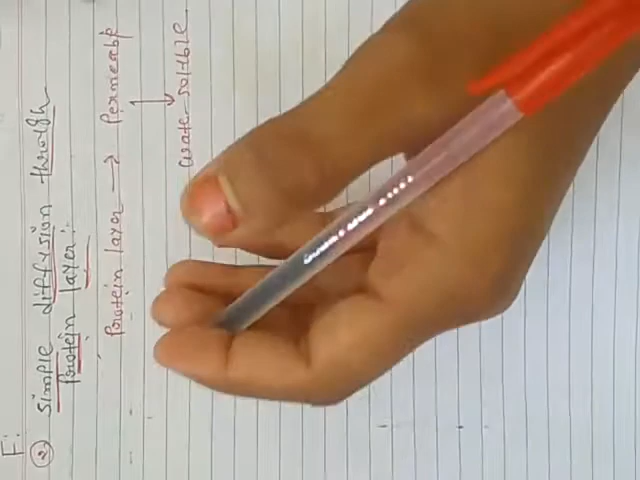 F:
② Simple diffusion through
Protein layer:
Protein layer → Permeable
water-soluble